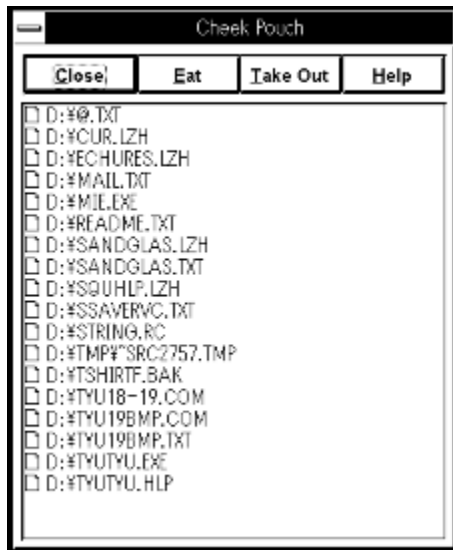 Cheek Pouch
Close Eat Take Out Help
D:¥@.TXT
D:¥CUR.LZH
D:¥ECHURES.LZH
D:¥MAIL.TXT
D:¥MIE.EXE
D:¥README.TXT
D:¥SANDGLAS.LZH
D:¥SANDGLAS.TXT
D:¥SQUHLP.LZH
D:¥SSAVERVC.TXT
D:¥STRING.RC
D:¥TMP¥~SRC2757.TMP
D:¥TSHIRTF.BAK
D:¥TYU18-19.COM
D:¥TYU19BMP.COM
D:¥TYU19BMP.TXT
D:¥TYUTYU.EXE
D:¥TYUTYU.HLP